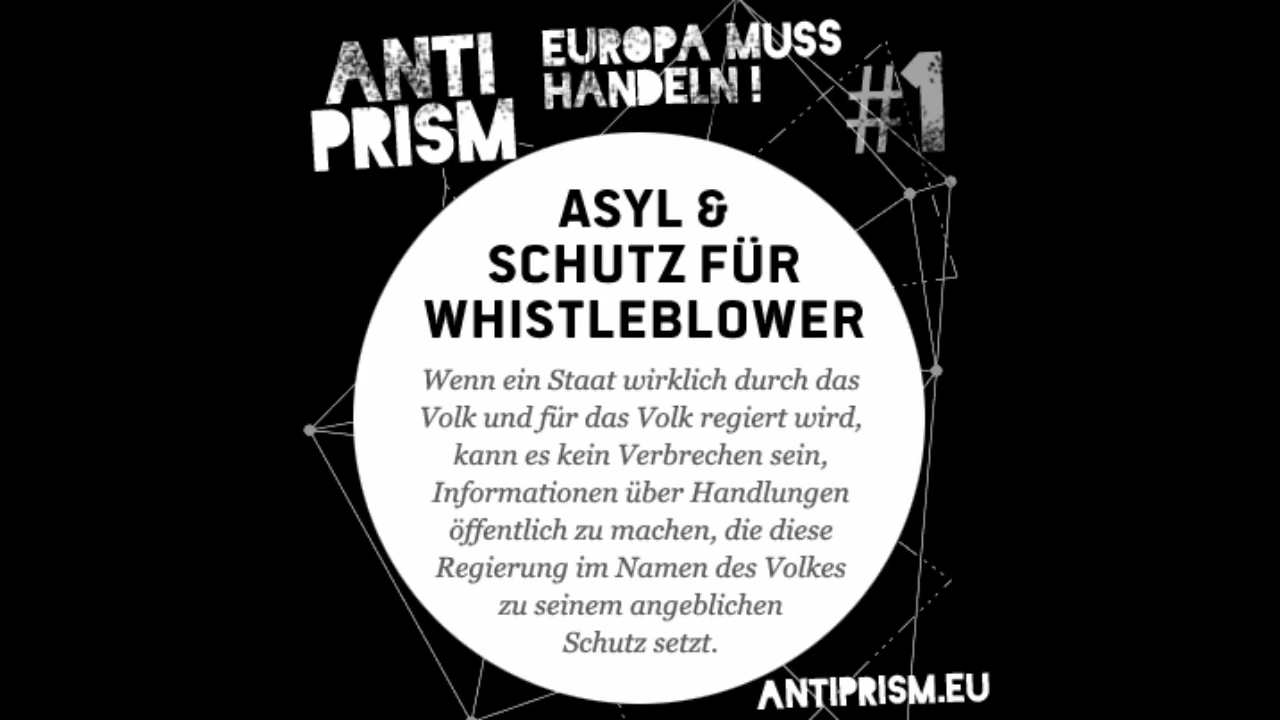 ANTI
PRISM
EUROPA MUSS
HANDELN !
#1
ASYL &
SCHUTZ FÜR
WHISTLEBLOWER
Wenn ein Staat wirklich durch das
Volk und für das Volk regiert wird,
kann es kein Verbrechen sein,
Informationen über Handlungen
öffentlich zu machen, die diese
Regierung im Namen des Volkes
zu seinem angeblichen
Schutz setzt.
ANTIPRISM.EU